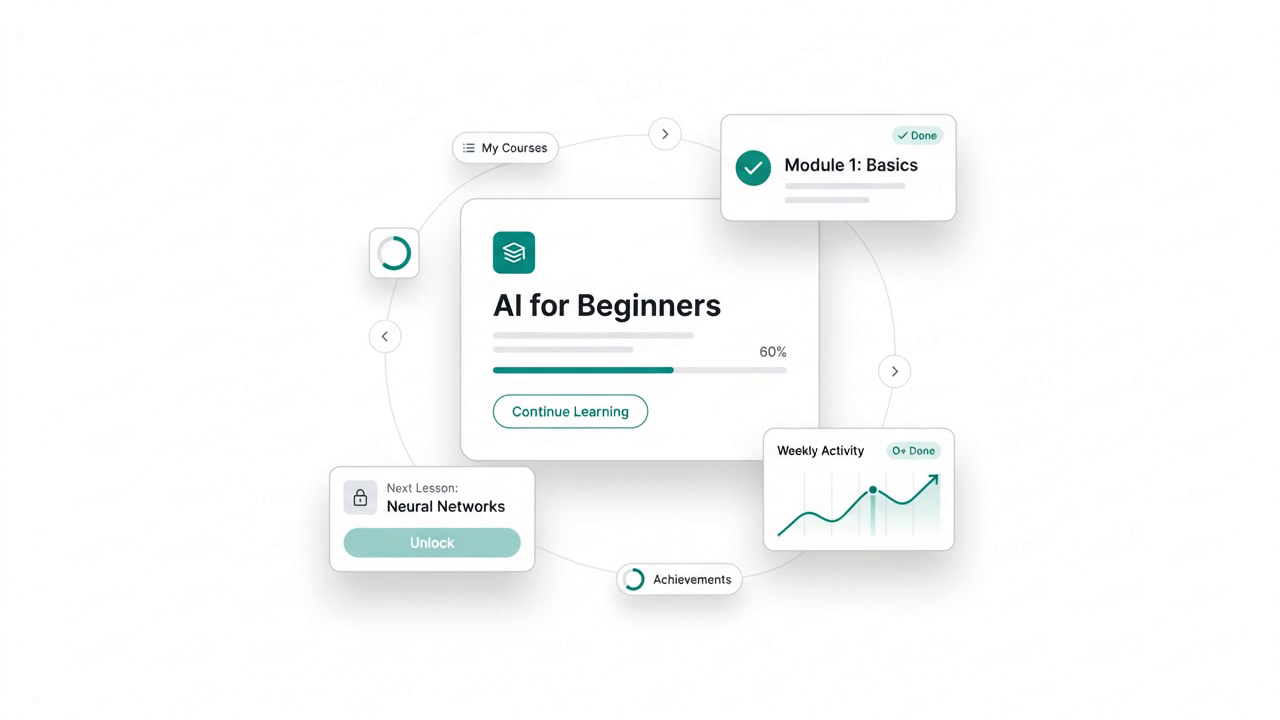 My Courses
Done
Module 1: Basics
AI for Beginners
60%
Continue Learning
Weekly Activity
Done
Next Lesson:
Neural Networks
Unlock
Achievements